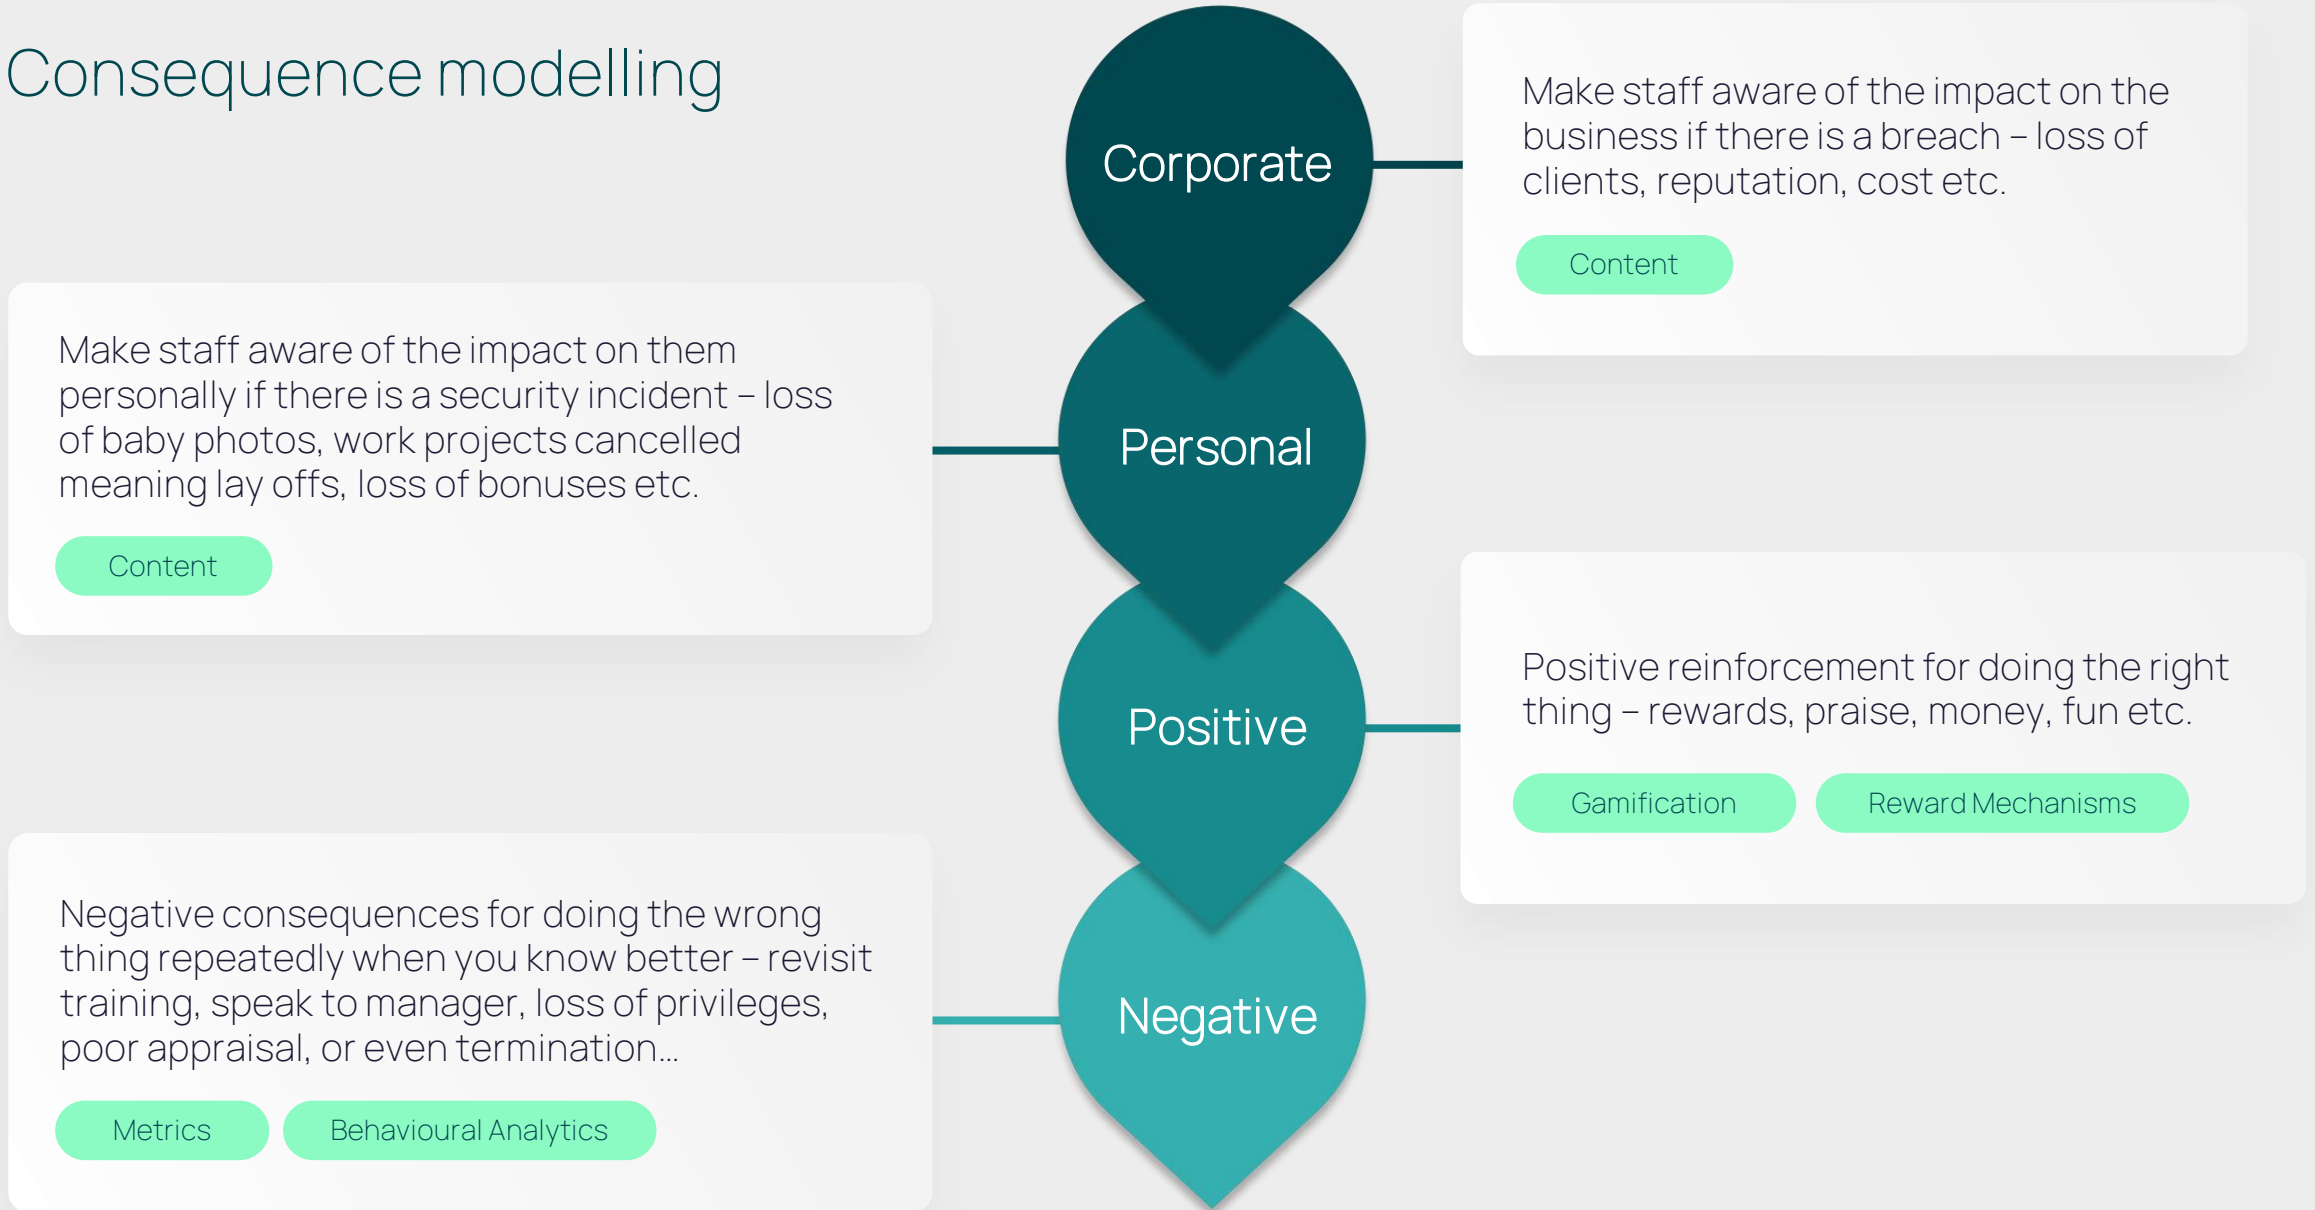 Consequence modelling
Corporate
Make staff aware of the impact on the
business if there is a breach – loss of
clients, reputation, cost etc.
Content
Personal
Make staff aware of the impact on them
personally if there is a security incident – loss
of baby photos, work projects cancelled
meaning lay offs, loss of bonuses etc.
Content
Positive
Positive reinforcement for doing the right
thing – rewards, praise, money, fun etc.
Gamification
Reward Mechanisms
Negative
Negative consequences for doing the wrong
thing repeatedly when you know better – revisit
training, speak to manager, loss of privileges,
poor appraisal, or even termination...
Metrics
Behavioural Analytics